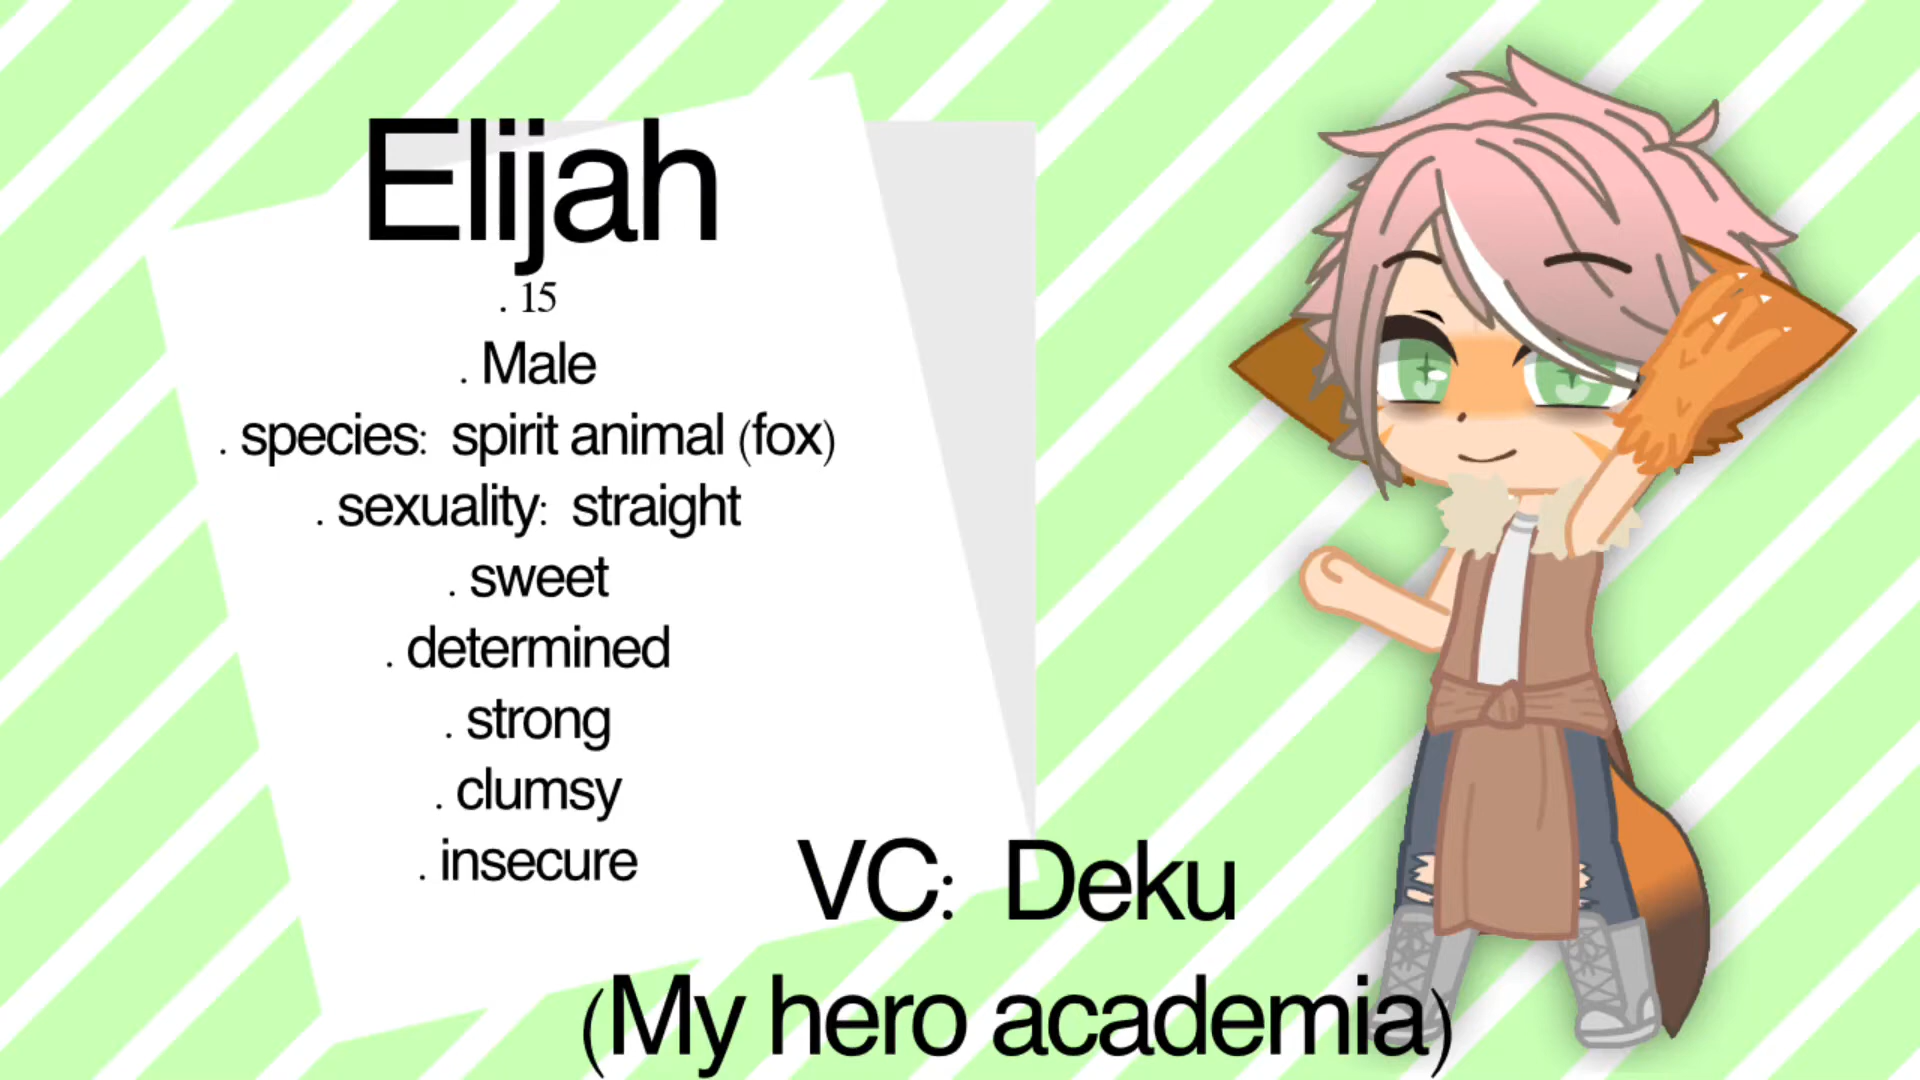 Elijah
. 15
. Male
. species: spirit animal (fox)
. sexuality: straight
. sweet
. determined
. strong
. clumsy
. insecure
VC: Deku
(My hero academia)